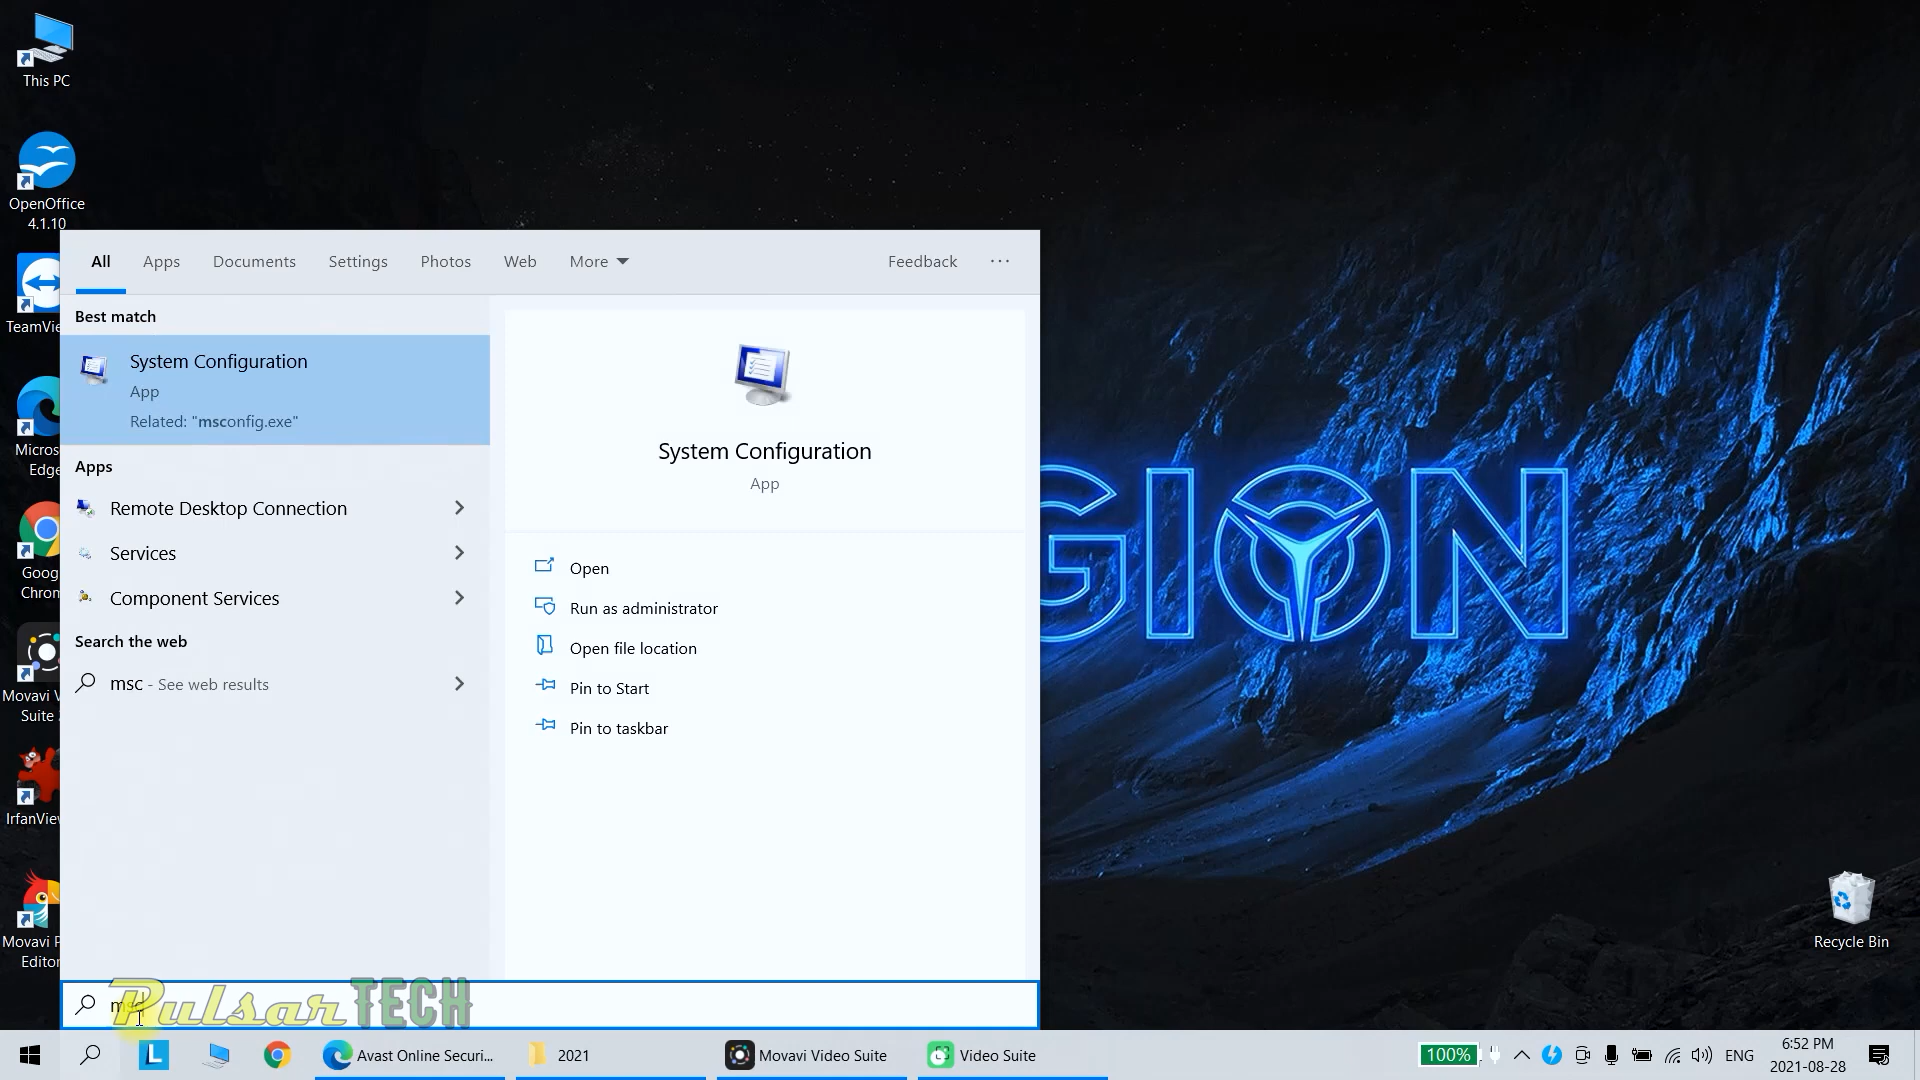 This PC
OpenOffice
4.1.10
TeamVie
Micros
Edge
Goog
Chrom
Movavi V
Suite
IrfanView
Movavi P
Editor
All
Apps
Documents
Settings
Photos
Web
More
Feedback
Best match
System Configuration
App
Related: "msconfig.exe"
Apps
Remote Desktop Connection
Services
Component Services
Search the web
msc - See web results
System Configuration
App
Open
Run as administrator
Open file location
Pin to Start
Pin to taskbar
GION
Recycle Bin
msc
PulsarTECH
L
Avast Online Securi...
2021
Movavi Video Suite
Video Suite
100%
ENG
6:52 PM
2021-08-28